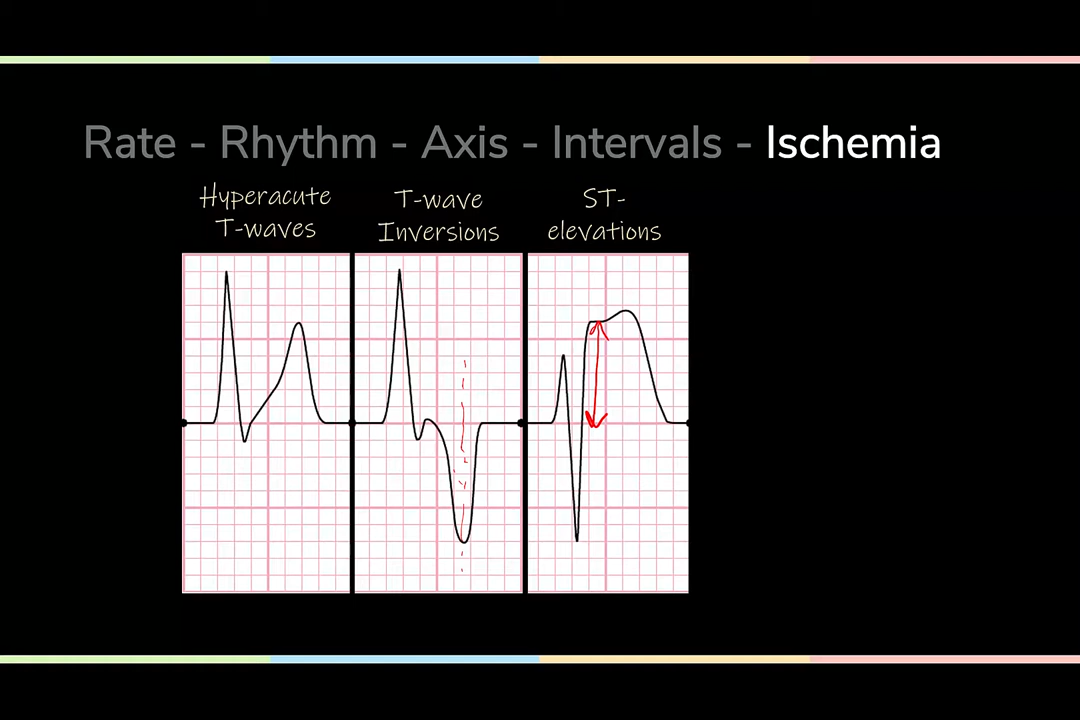 Rate - Rhythm - Axis - Intervals - Ischemia
Hyperacute
T-waves
T-wave
Inversions
ST-
elevations